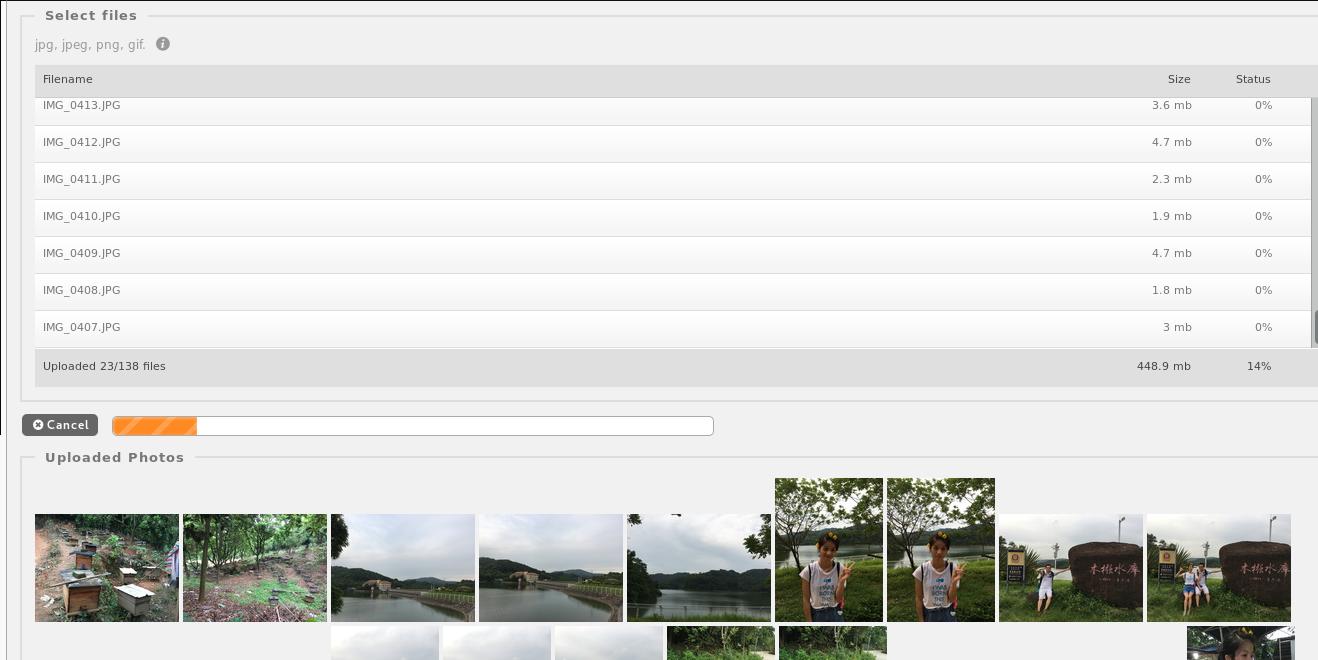 Select files
jpg, jpeg, png, gif.
Filename Size Status
IMG_0413.JPG 3.6 mb 0%
IMG_0412.JPG 4.7 mb 0%
IMG_0411.JPG 2.3 mb 0%
IMG_0410.JPG 1.9 mb 0%
IMG_0409.JPG 4.7 mb 0%
IMG_0408.JPG 1.8 mb 0%
IMG_0407.JPG 3 mb 0%
Uploaded 23/138 files 448.9 mb 14%
Cancel
Uploaded Photos